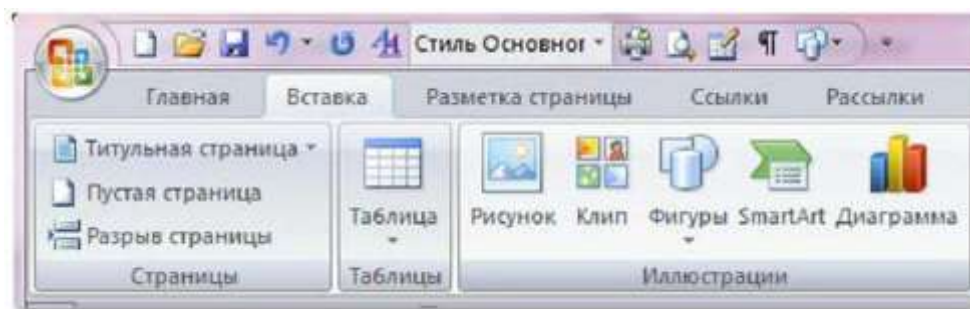 Стиль Основног
Главная Вставка Разметка страницы Ссылки Рассылки
Титульная страница
Пустая страница
Разрыв страницы
Таблица
Рисунок Клип Фигуры SmartArt Диаграмма
Страницы Таблицы Иллюстрации